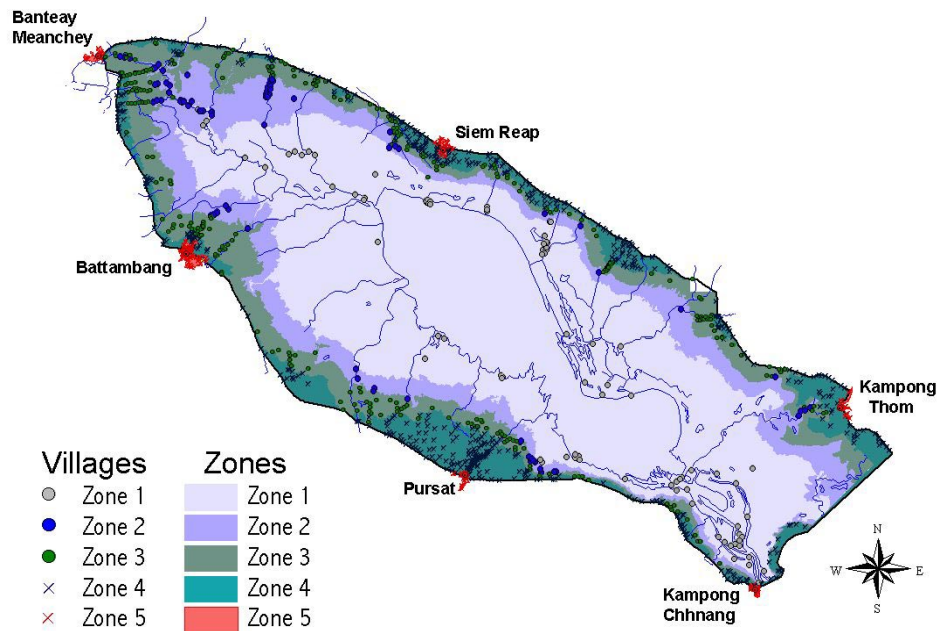 Banteay
Meanchey
Siem Reap
Battambang
Kampong
Thom
Pursat
Kampong
Chhnang
Villages
Zone 1
Zone 2
Zone 3
Zone 4
Zone 5
Zones
Zone 1
Zone 2
Zone 3
Zone 4
Zone 5
N
W E
S